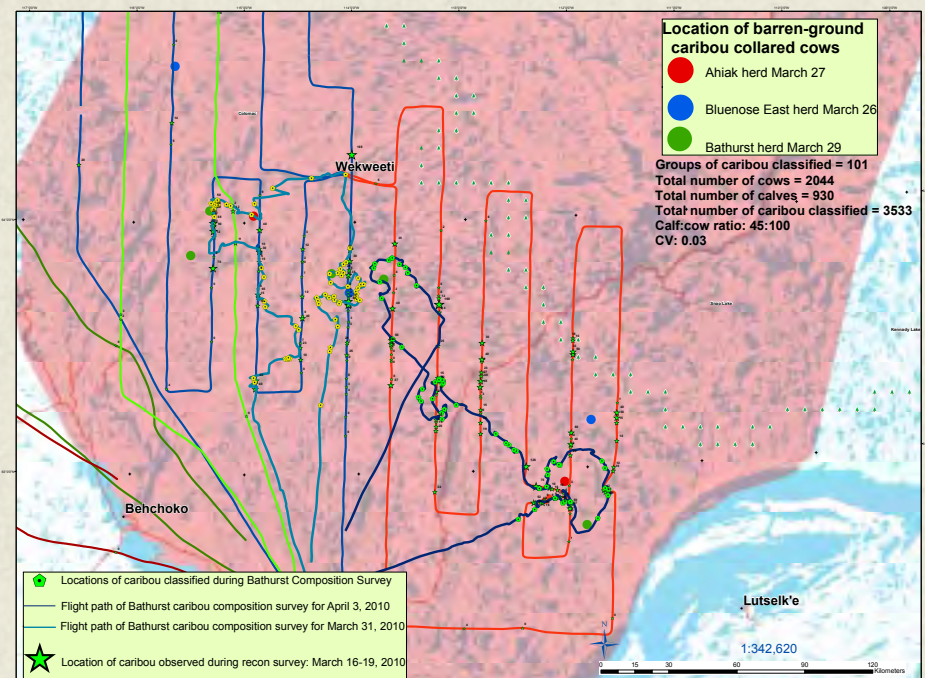 Location of barren-ground
caribou collared cows
Ahiak herd March 27
Bluenose East herd March 26
Bathurst herd March 29
Groups of caribou classified = 101
Total number of cows = 2044
Total number of calves = 930
Total number of caribou classified = 3533
Calf:cow ratio: 45:100
CV: 0.03
Colomac
Wekweeti
Kennedy Lake
Behchoko
Lutselk'e
Locations of caribou classified during Bathurst Composition Survey
Flight path of Bathurst caribou composition survey for April 3, 2010
Flight path of Bathurst caribou composition survey for March 31, 2010
Location of caribou observed during recon survey: March 16-19, 2010
N
1:342,620
0 15 30 60 90 120
Kilometers